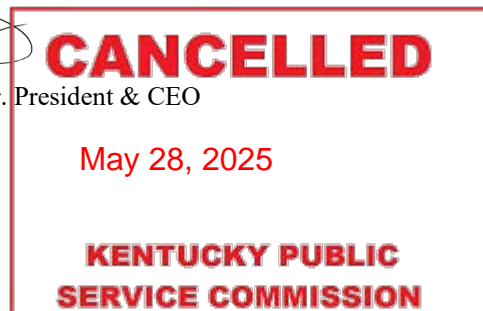 CANCELLED
. President & CEO
May 28, 2025
KENTUCKY PUBLIC
SERVICE COMMISSION